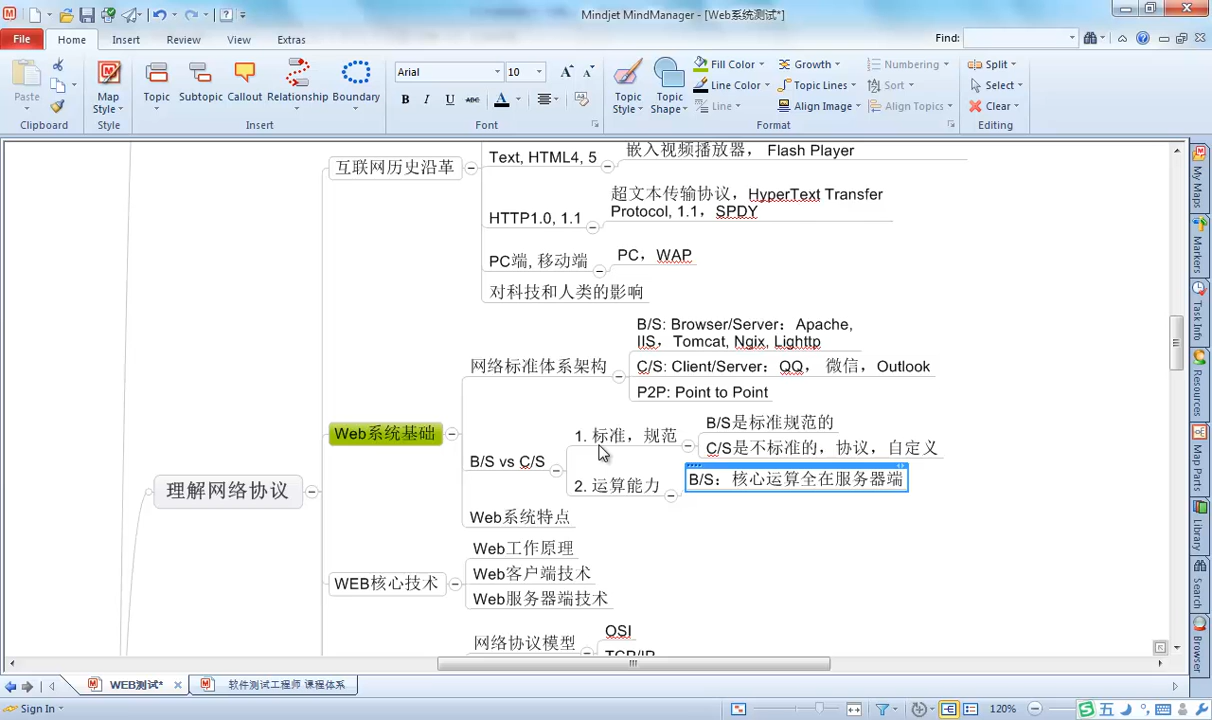 Mindjet MindManager - [Web系统测试*]
File Home Insert Review View Extras Find:
Paste Map Style Topic Subtopic Callout Relationship Boundary Arial 10 B I U abc A Topic Style Topic Shape Fill Color Line Color Line Growth Topic Lines Align Image Numbering Sort Align Topics Split Select Clear
Clipboard Style Insert Font Format Editing
互联网历史沿革
Text, HTML4, 5
嵌入视频播放器， Flash Player
HTTP1.0, 1.1
超文本传输协议，HyperText Transfer
Protocol, 1.1，SPDY
PC端, 移动端
PC，WAP
对科技和人类的影响
Web系统基础
网络标准体系架构
B/S: Browser/Server：Apache,
IIS，Tomcat, Ngix, Lighttp
C/S: Client/Server：QQ， 微信，Outlook
P2P: Point to Point
B/S vs C/S
1. 标准，规范
B/S是标准规范的
C/S是不标准的，协议，自定义
2. 运算能力
B/S：核心运算全在服务器端
Web系统特点
理解网络协议
WEB核心技术
Web工作原理
Web客户端技术
Web服务器端技术
网络协议模型
OSI
TCP/IP
My Maps
Markers
Task Info
Resources
Map Parts
Library
Search
Browser
WEB测试* 软件测试工程师 课程体系
Sign In 120% 五